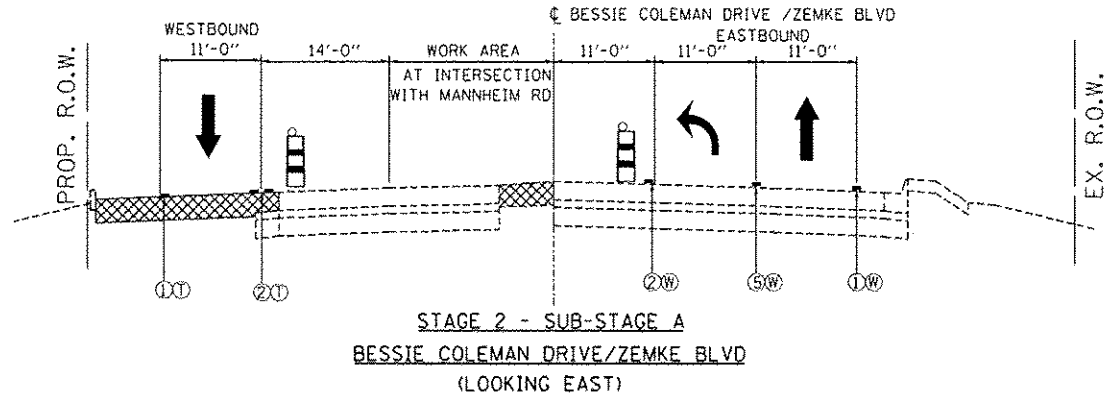 ℄ BESSIE COLEMAN DRIVE /ZEMKE BLVD
WESTBOUND
EASTBOUND
11'-0" 14'-0" WORK AREA 11'-0" 11'-0" 11'-0"
AT INTERSECTION
WITH MANNHEIM RD
PROP. R.O.W.
EX. R.O.W.
①Ⓣ ②Ⓣ ②Ⓦ ⑤Ⓦ ①Ⓦ
STAGE 2 - SUB-STAGE A
BESSIE COLEMAN DRIVE/ZEMKE BLVD
(LOOKING EAST)